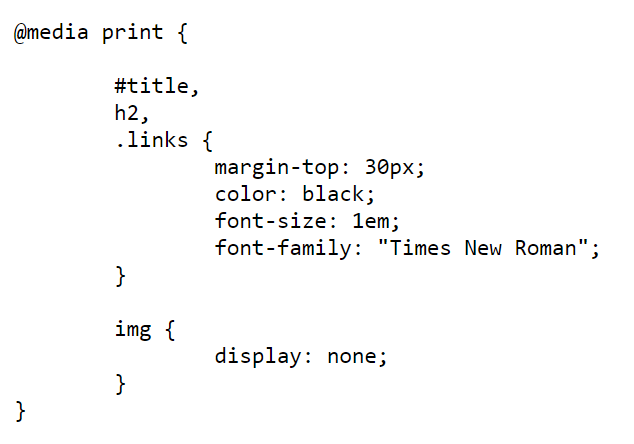 @media print {
#title,
h2,
.links {
margin-top: 30px;
color: black;
font-size: 1em;
font-family: "Times New Roman";
}
img {
display: none;
}
}